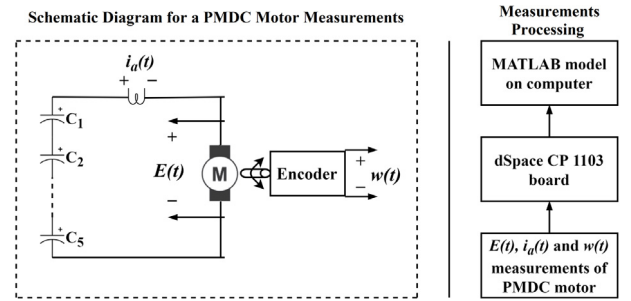 Schematic Diagram for a PMDC Motor Measurements
i_a(t)
+ −
+ C₁
+ C₂
+ C₅
+
E(t)
−
M
Encoder
+
w(t)
−
Measurements
Processing
MATLAB model
on computer
dSpace CP 1103
board
E(t), i_a(t) and w(t)
measurements of
PMDC motor